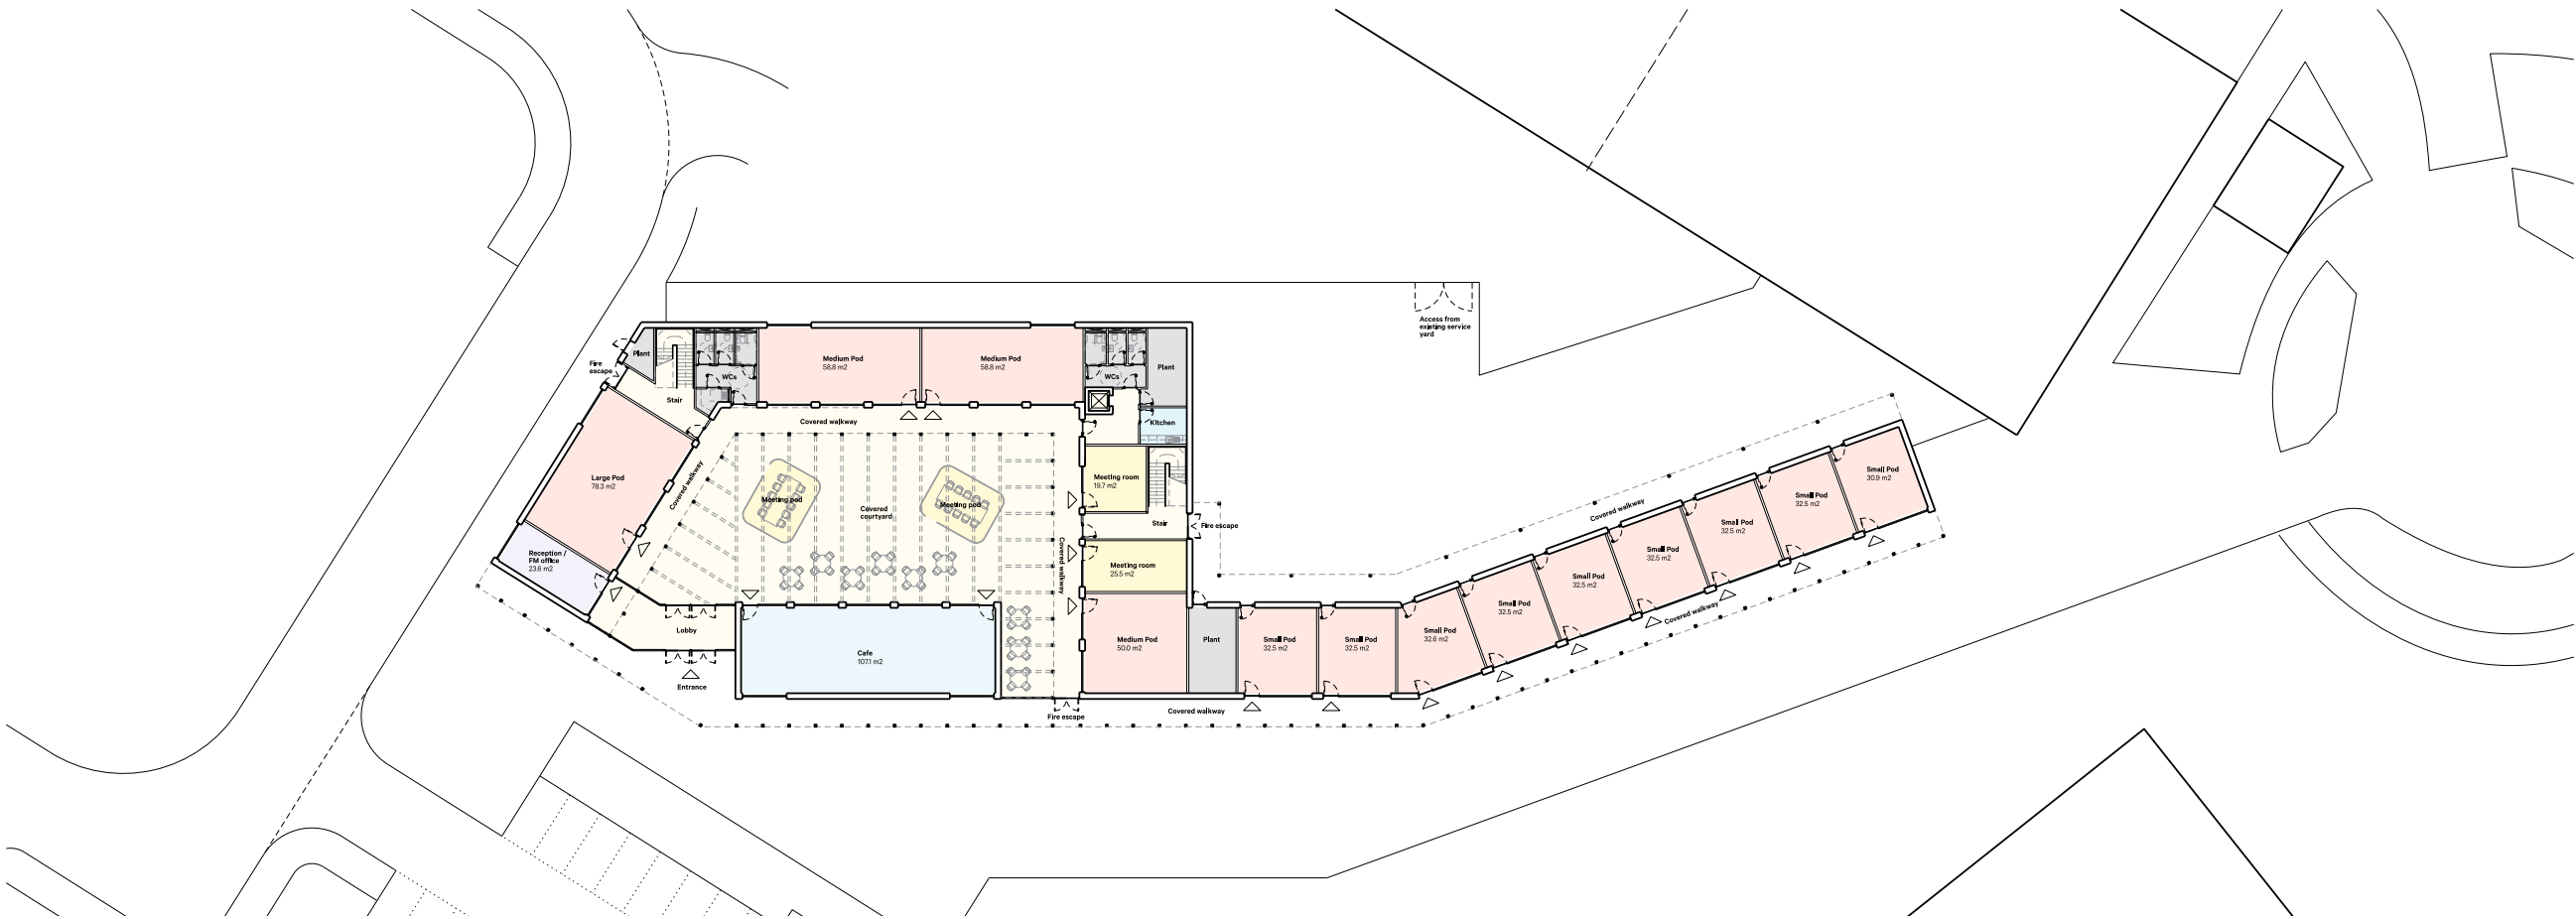 Access from
existing service
yard
Plant
Fire
escape
WCs
Stair
Medium Pod
58.8 m2
Medium Pod
58.8 m2
WCs
Plant
Kitchen
Covered walkway
Large Pod
78.3 m2
Covered walkway
Meeting pod
Covered
courtyard
Meeting pod
Meeting room
19.7 m2
Stair
Fire escape
Covered walkway
Meeting room
25.5 m2
Reception /
FM office
23.6 m2
Lobby
Entrance
Cafe
107.1 m2
Fire escape
Medium Pod
50.0 m2
Plant
Covered walkway
Small Pod
32.5 m2
Small Pod
32.5 m2
Small Pod
32.6 m2
Small Pod
32.5 m2
Small Pod
32.5 m2
Small Pod
32.5 m2
Small Pod
32.5 m2
Small Pod
32.5 m2
Small Pod
30.9 m2
Covered walkway
Covered walkway